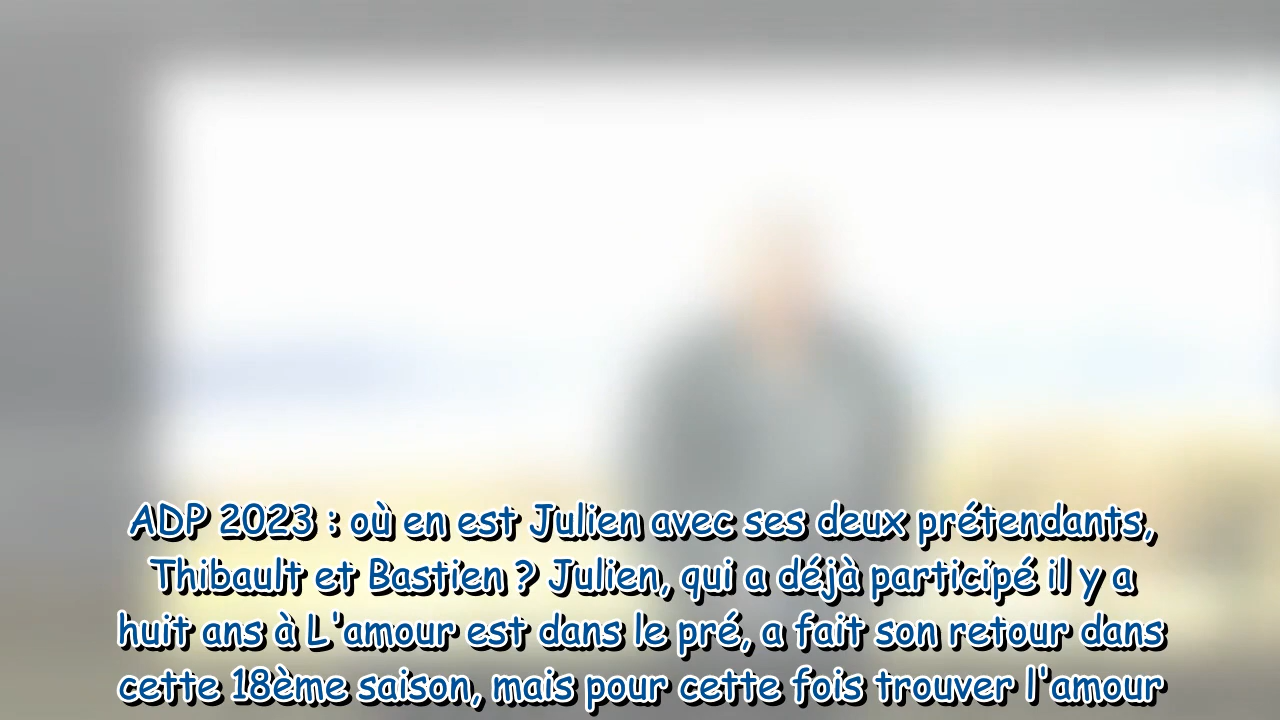 ADP 2023 : où en est Julien avec ses deux prétendants,
Thibault et Bastien ? Julien, qui a déjà participé il y a
huit ans à L'amour est dans le pré, a fait son retour dans
cette 18ème saison, mais pour cette fois trouver l'amour